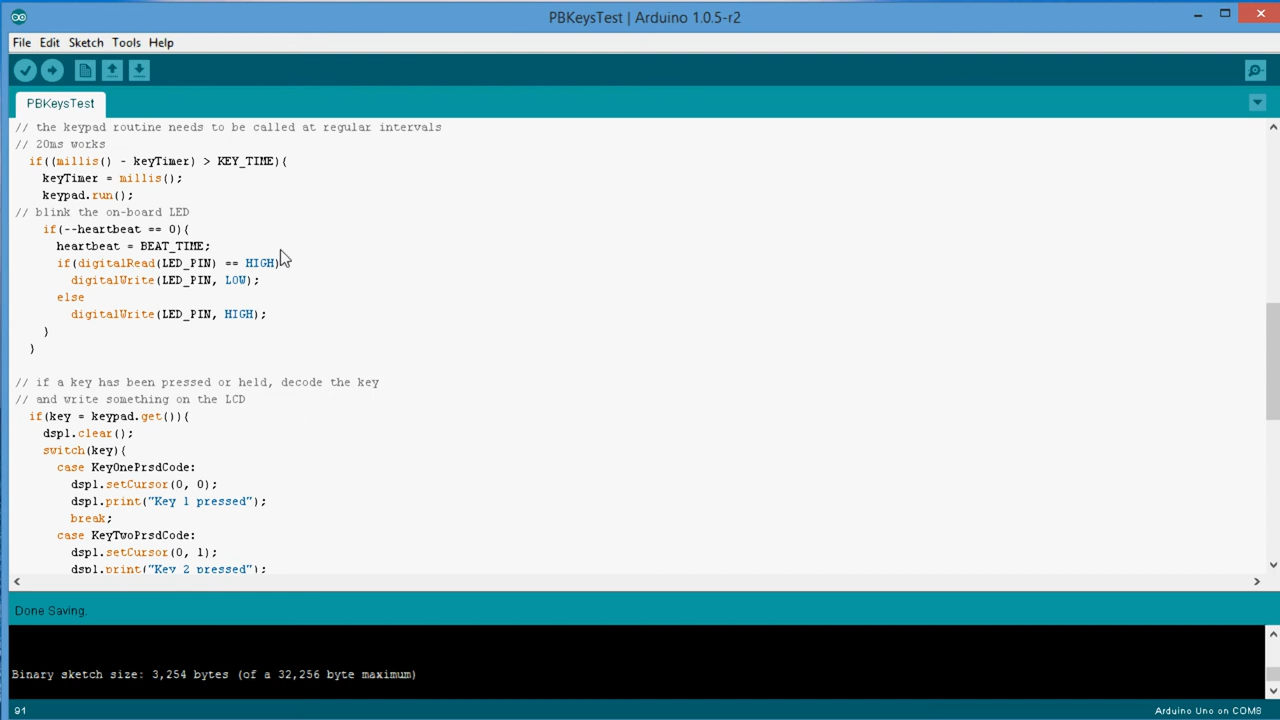 PBKeysTest | Arduino 1.0.5-r2
File Edit Sketch Tools Help
PBKeysTest
// the keypad routine needs to be called at regular intervals
// 20ms works
if((millis() - keyTimer) > KEY_TIME){
keyTimer = millis();
keypad.run();
// blink the on-board LED
if(--heartbeat == 0){
heartbeat = BEAT_TIME;
if(digitalRead(LED_PIN) == HIGH)
digitalWrite(LED_PIN, LOW);
else
digitalWrite(LED_PIN, HIGH);
}
}
// if a key has been pressed or held, decode the key
// and write something on the LCD
if(key = keypad.get()){
dspl.clear();
switch(key){
case KeyOnePrsdCode:
dspl.setCursor(0, 0);
dspl.print("Key 1 pressed");
break;
case KeyTwoPrsdCode:
dspl.setCursor(0, 1);
dspl.print("Key 2 pressed");
Done Saving.
Binary sketch size: 3,254 bytes (of a 32,256 byte maximum)
91 Arduino Uno on COM8